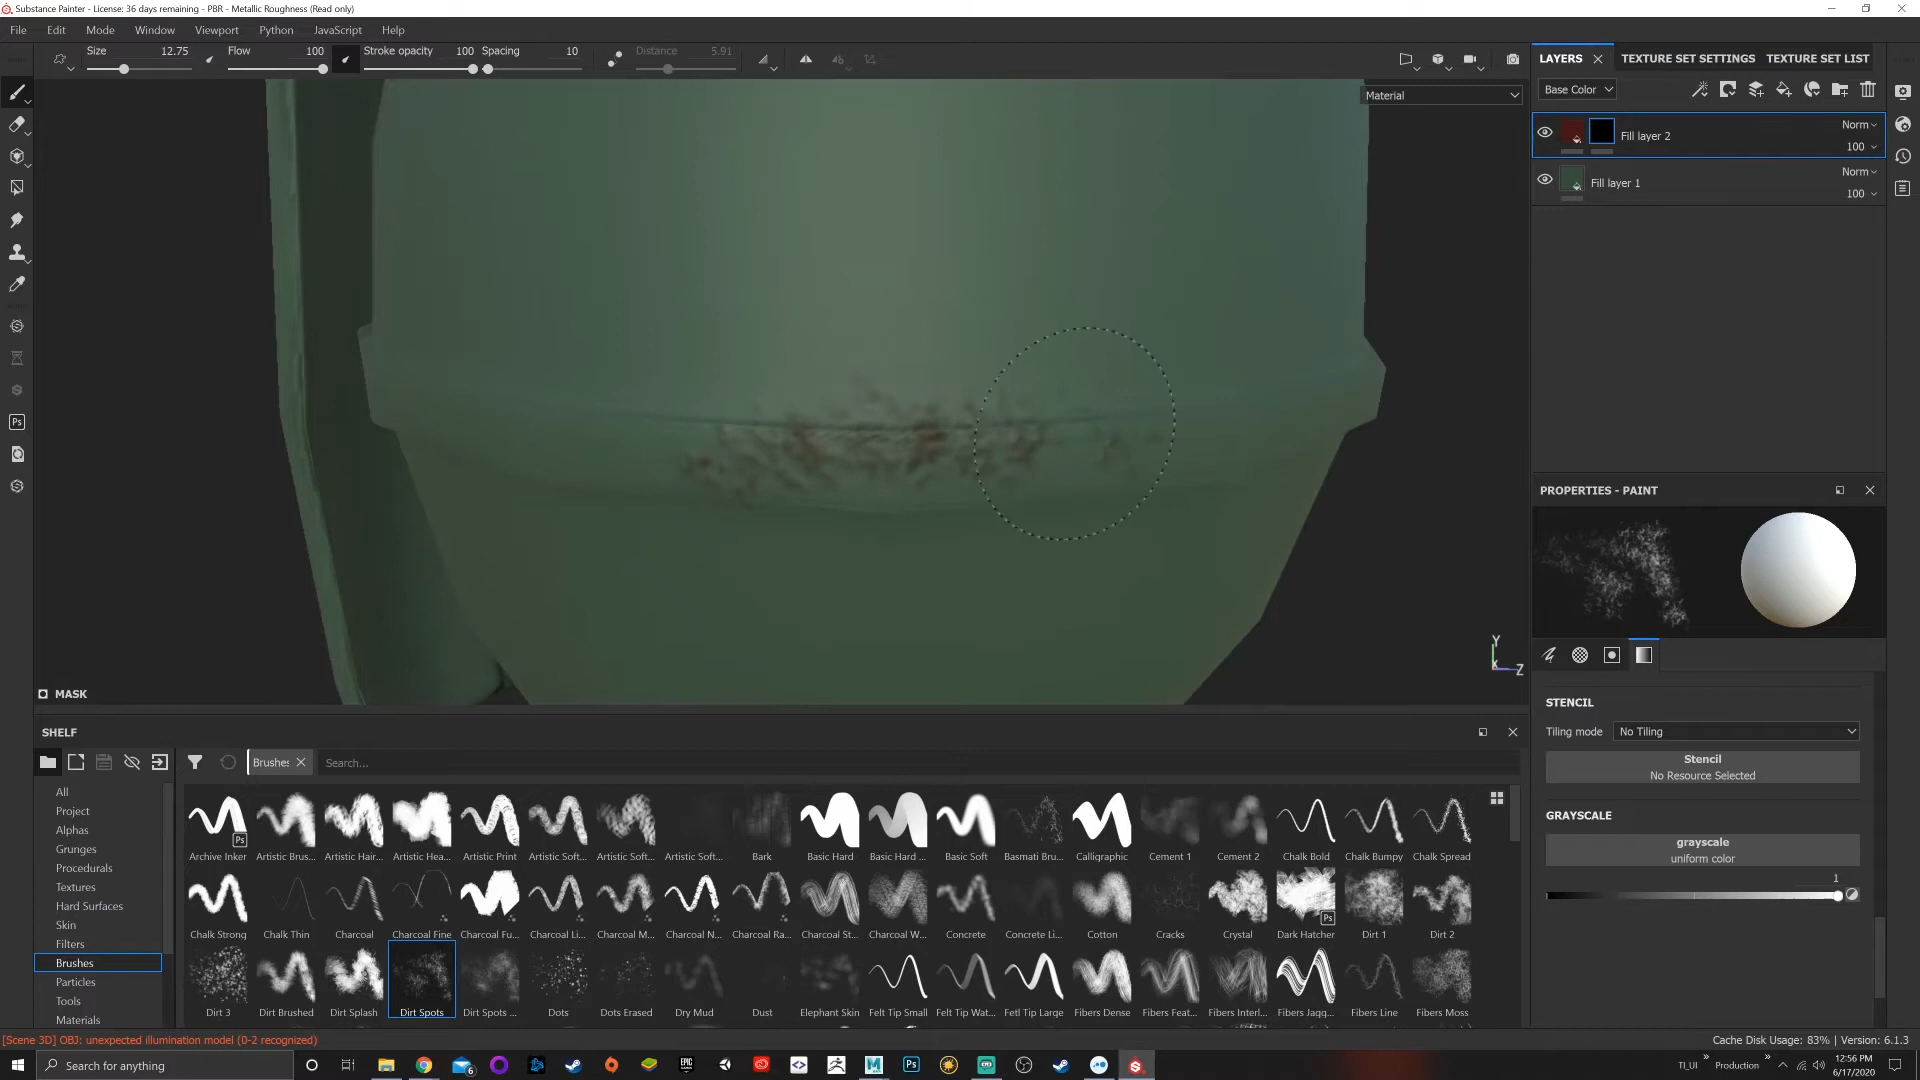 Substance Painter - License: 36 days remaining - PBR - Metallic Roughness (Read only)
File Edit Mode Window Viewport Python JavaScript Help
Size 12.75 Flow 100 Stroke opacity 100 Spacing 10 Distance 5.91
LAYERS TEXTURE SET SETTINGS TEXTURE SET LIST
Material
Base Color
Fill layer 2 Norm 100
Fill layer 1 Norm 100
PROPERTIES - PAINT
Y
X
Z
MASK
STENCIL
Tiling mode No Tiling
Stencil
No Resource Selected
GRAYSCALE
grayscale
uniform color
1
SHELF
Brushes Search...
All
Project
Alphas
Grunges
Procedurals
Textures
Hard Surfaces
Skin
Filters
Brushes
Particles
Tools
Materials
Ps
Archive Inker Artistic Brus... Artistic Hair... Artistic Hea... Artistic Print Artistic Soft... Artistic Soft... Artistic Soft... Bark Basic Hard Basic Hard ... Basic Soft Basmati Bru... Calligraphic Cement 1 Cement 2 Chalk Bold Chalk Bumpy Chalk Spread
Ps
Chalk Strong Chalk Thin Charcoal Charcoal Fine Charcoal Fu... Charcoal Li... Charcoal M... Charcoal N... Charcoal Ra... Charcoal St... Charcoal W... Concrete Concrete Li... Cotton Cracks Crystal Dark Hatcher Dirt 1 Dirt 2
Dirt 3 Dirt Brushed Dirt Splash Dirt Spots Dirt Spots ... Dots Dots Erased Dry Mud Dust Elephant Skin Felt Tip Small Felt Tip Wat... Fetl Tip Large Fibers Dense Fibers Feat... Fibers Interl... Fibers Jagg... Fibers Line Fibers Moss
[Scene 3D] OBJ: unexpected illumination model (0-2 recognized)
Cache Disk Usage: 83% | Version: 6.1.3
Search for anything
6
EPIC
Ps
TI_UI Production
12:56 PM
6/17/2020